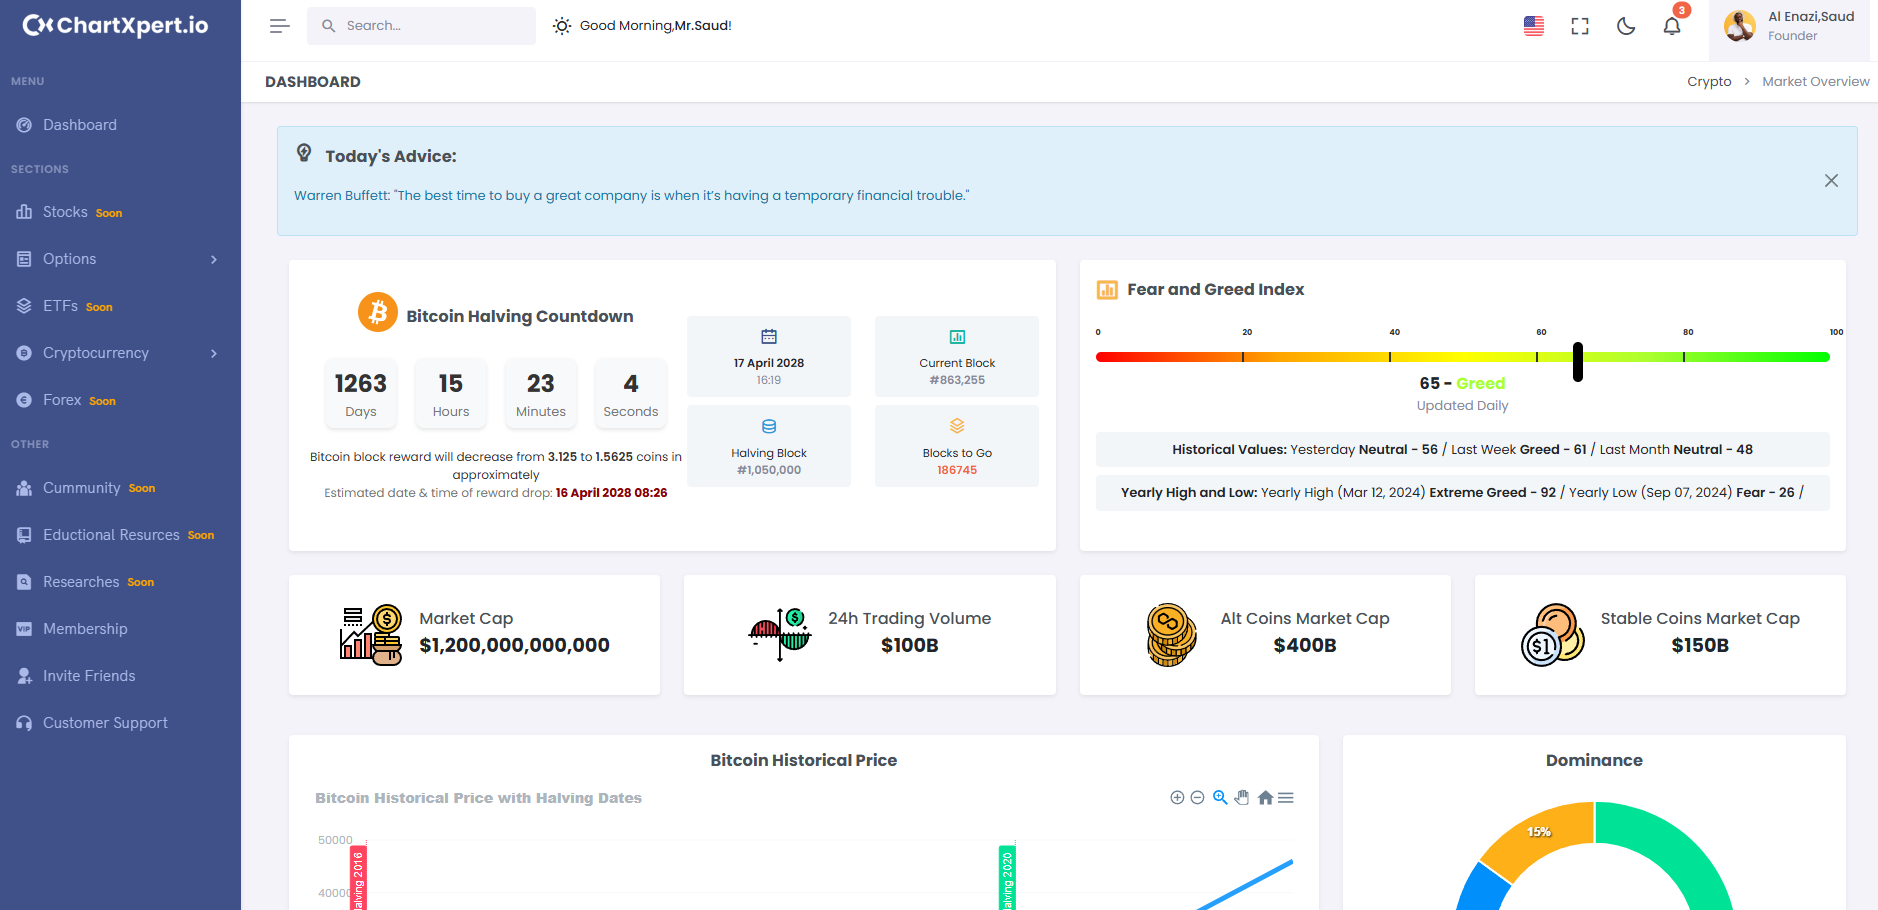 ChartXpert.io
Search...
Good Morning,Mr.Saud!
3
Al Enazi,Saud
Founder
MENU
Dashboard
SECTIONS
Stocks Soon
Options
ETFs Soon
Cryptocurrency
Forex Soon
OTHER
Cummunity Soon
Eductional Resurces Soon
Researches Soon
VIP Membership
Invite Friends
Customer Support
DASHBOARD
Crypto > Market Overview
Today's Advice:
Warren Buffett: "The best time to buy a great company is when it's having a temporary financial trouble."
Bitcoin Halving Countdown
1263 15 23 4
Days Hours Minutes Seconds
Bitcoin block reward will decrease from 3.125 to 1.5625 coins in
approximately
Estimated date & time of reward drop: 16 April 2028 08:26
17 April 2028
16:19
Current Block
#863,255
Halving Block
#1,050,000
Blocks to Go
186745
Fear and Greed Index
0 20 40 60 80 100
65 - Greed
Updated Daily
Historical Values: Yesterday Neutral - 56 / Last Week Greed - 61 / Last Month Neutral - 48
Yearly High and Low: Yearly High (Mar 12, 2024) Extreme Greed - 92 / Yearly Low (Sep 07, 2024) Fear - 26 /
Market Cap
$1,200,000,000,000
24h Trading Volume
$100B
Alt Coins Market Cap
$400B
Stable Coins Market Cap
$150B
Bitcoin Historical Price
Bitcoin Historical Price with Halving Dates
50000
40000
alving 2016
alving 2020
Dominance
15%